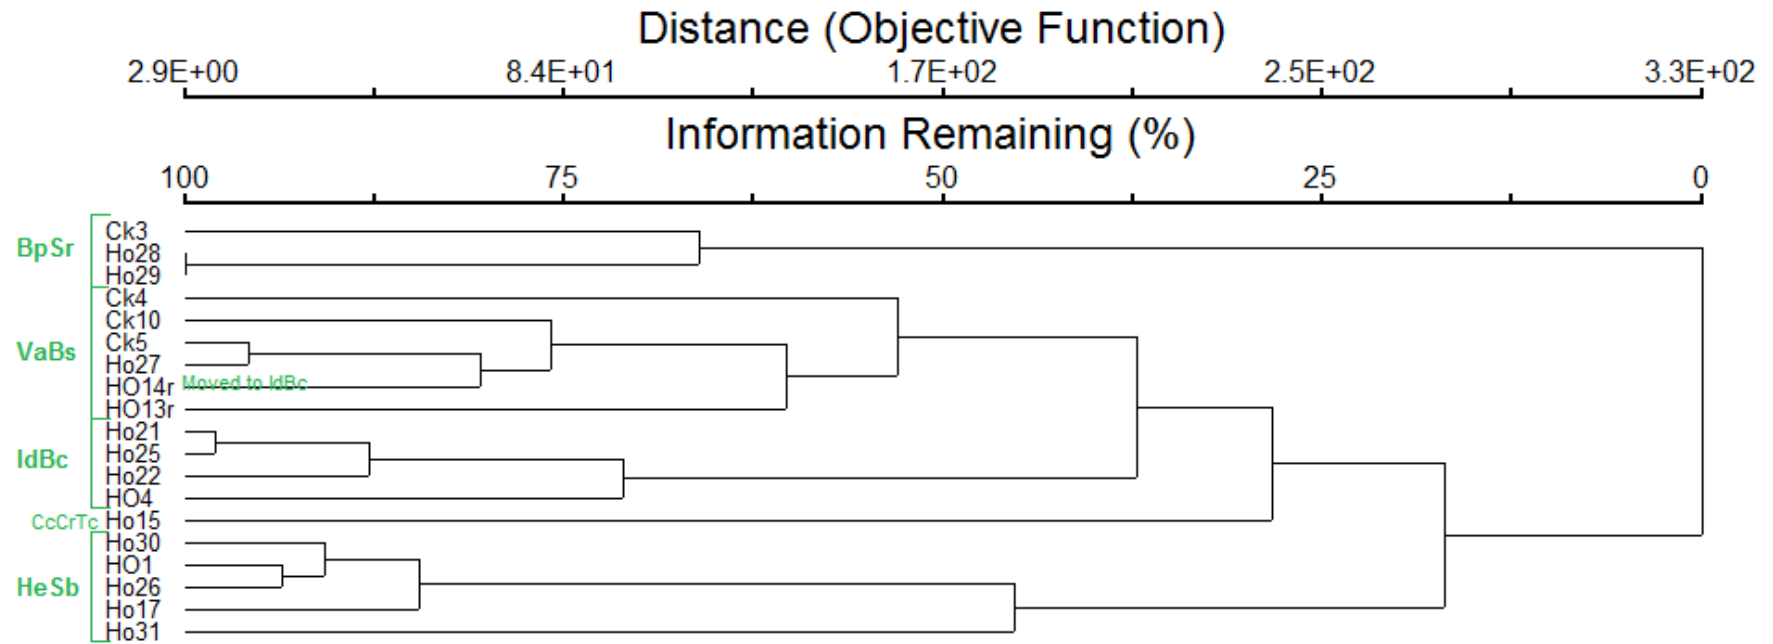 Distance (Objective Function)
2.9E+00 8.4E+01 1.7E+02 2.5E+02 3.3E+02
Information Remaining (%)
100 75 50 25 0
Ck3
BpSr Ho28
Ho29
Ck4
Ck10
VaBs Ck5
Ho27
HO14r Moved to IdBc
HO13r
Ho21
IdBc Ho25
Ho22
HO4
CcCrTc Ho15
Ho30
HO1
HeSb Ho26
Ho17
Ho31